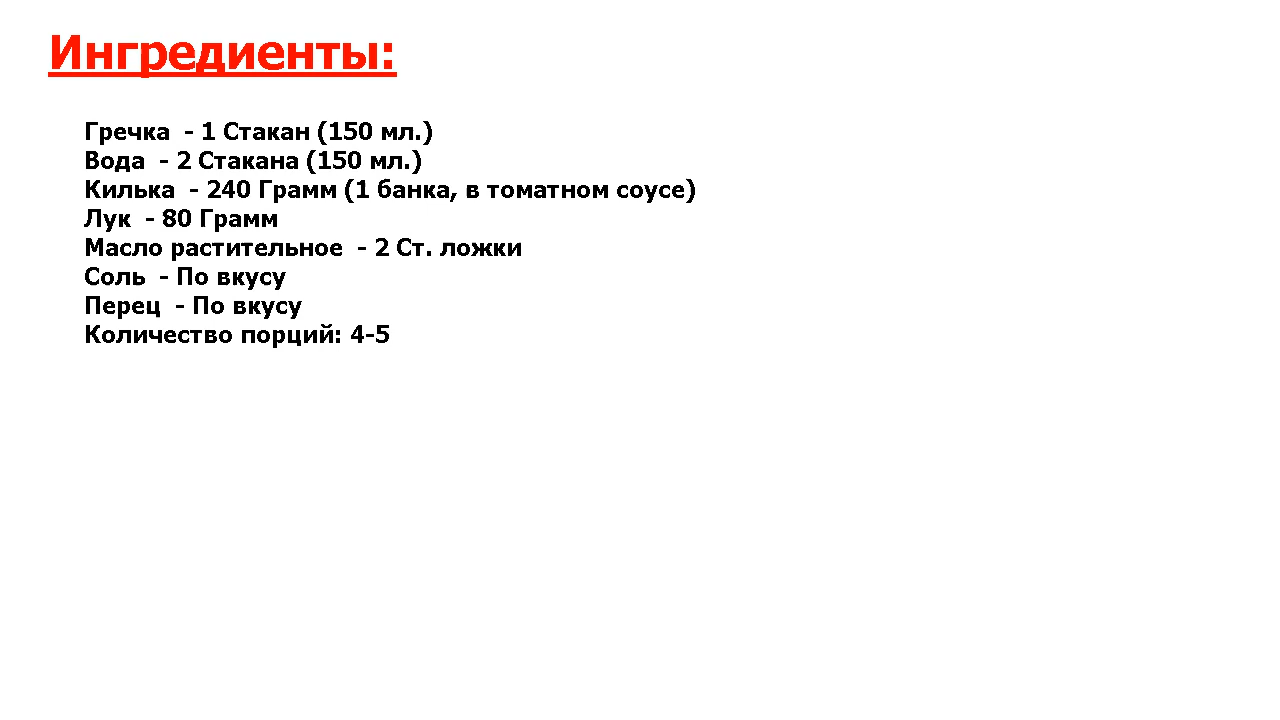 Ингредиенты:
Гречка - 1 Стакан (150 мл.)
Вода - 2 Стакана (150 мл.)
Килька - 240 Грамм (1 банка, в томатном соусе)
Лук - 80 Грамм
Масло растительное - 2 Ст. ложки
Соль - По вкусу
Перец - По вкусу
Количество порций: 4-5